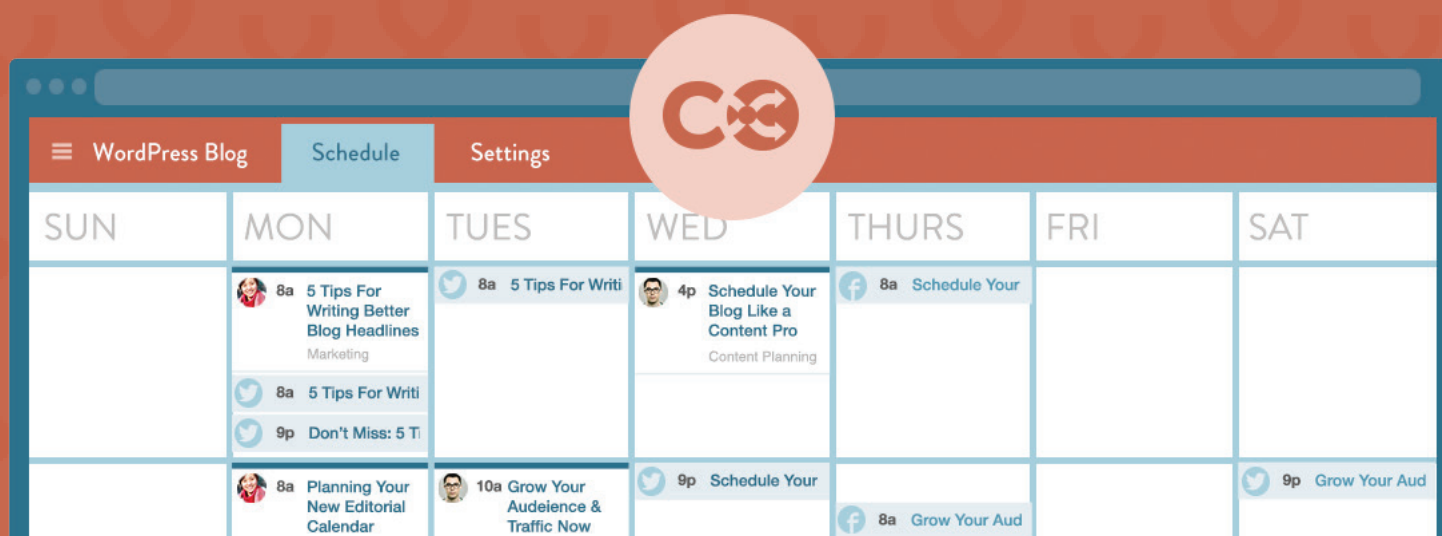 WordPress Blog Schedule Settings
SUN MON TUES WED THURS FRI SAT
8a 5 Tips For
Writing Better
Blog Headlines
Marketing
8a 5 Tips For Writi
9p Don't Miss: 5 Ti
8a 5 Tips For Writi
4p Schedule Your
Blog Like a
Content Pro
Content Planning
8a Schedule Your
8a Planning Your
New Editorial
Calendar
10a Grow Your
Audeience &
Traffic Now
9p Schedule Your
8a Grow Your Aud
9p Grow Your Aud